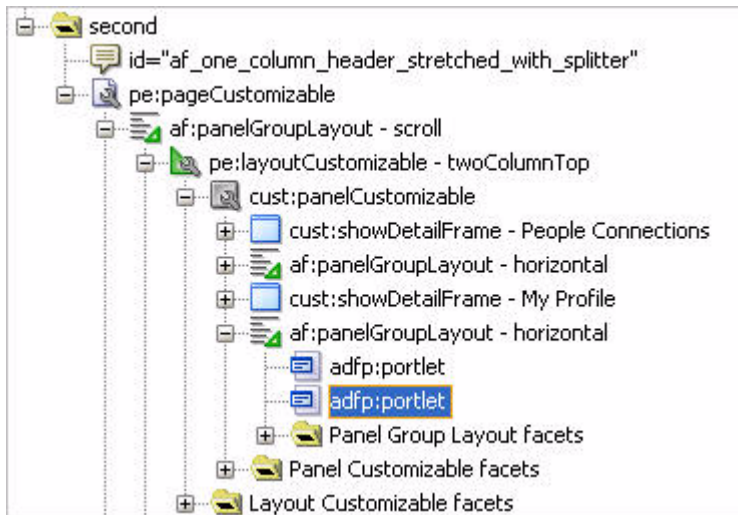 second
id="af_one_column_header_stretched_with_splitter"
pe:pageCustomizable
af:panelGroupLayout - scroll
pe:layoutCustomizable - twoColumnTop
cust:panelCustomizable
cust:showDetailFrame - People Connections
af:panelGroupLayout - horizontal
cust:showDetailFrame - My Profile
af:panelGroupLayout - horizontal
adfp:portlet
adfp:portlet
Panel Group Layout facets
Panel Customizable facets
Layout Customizable facets